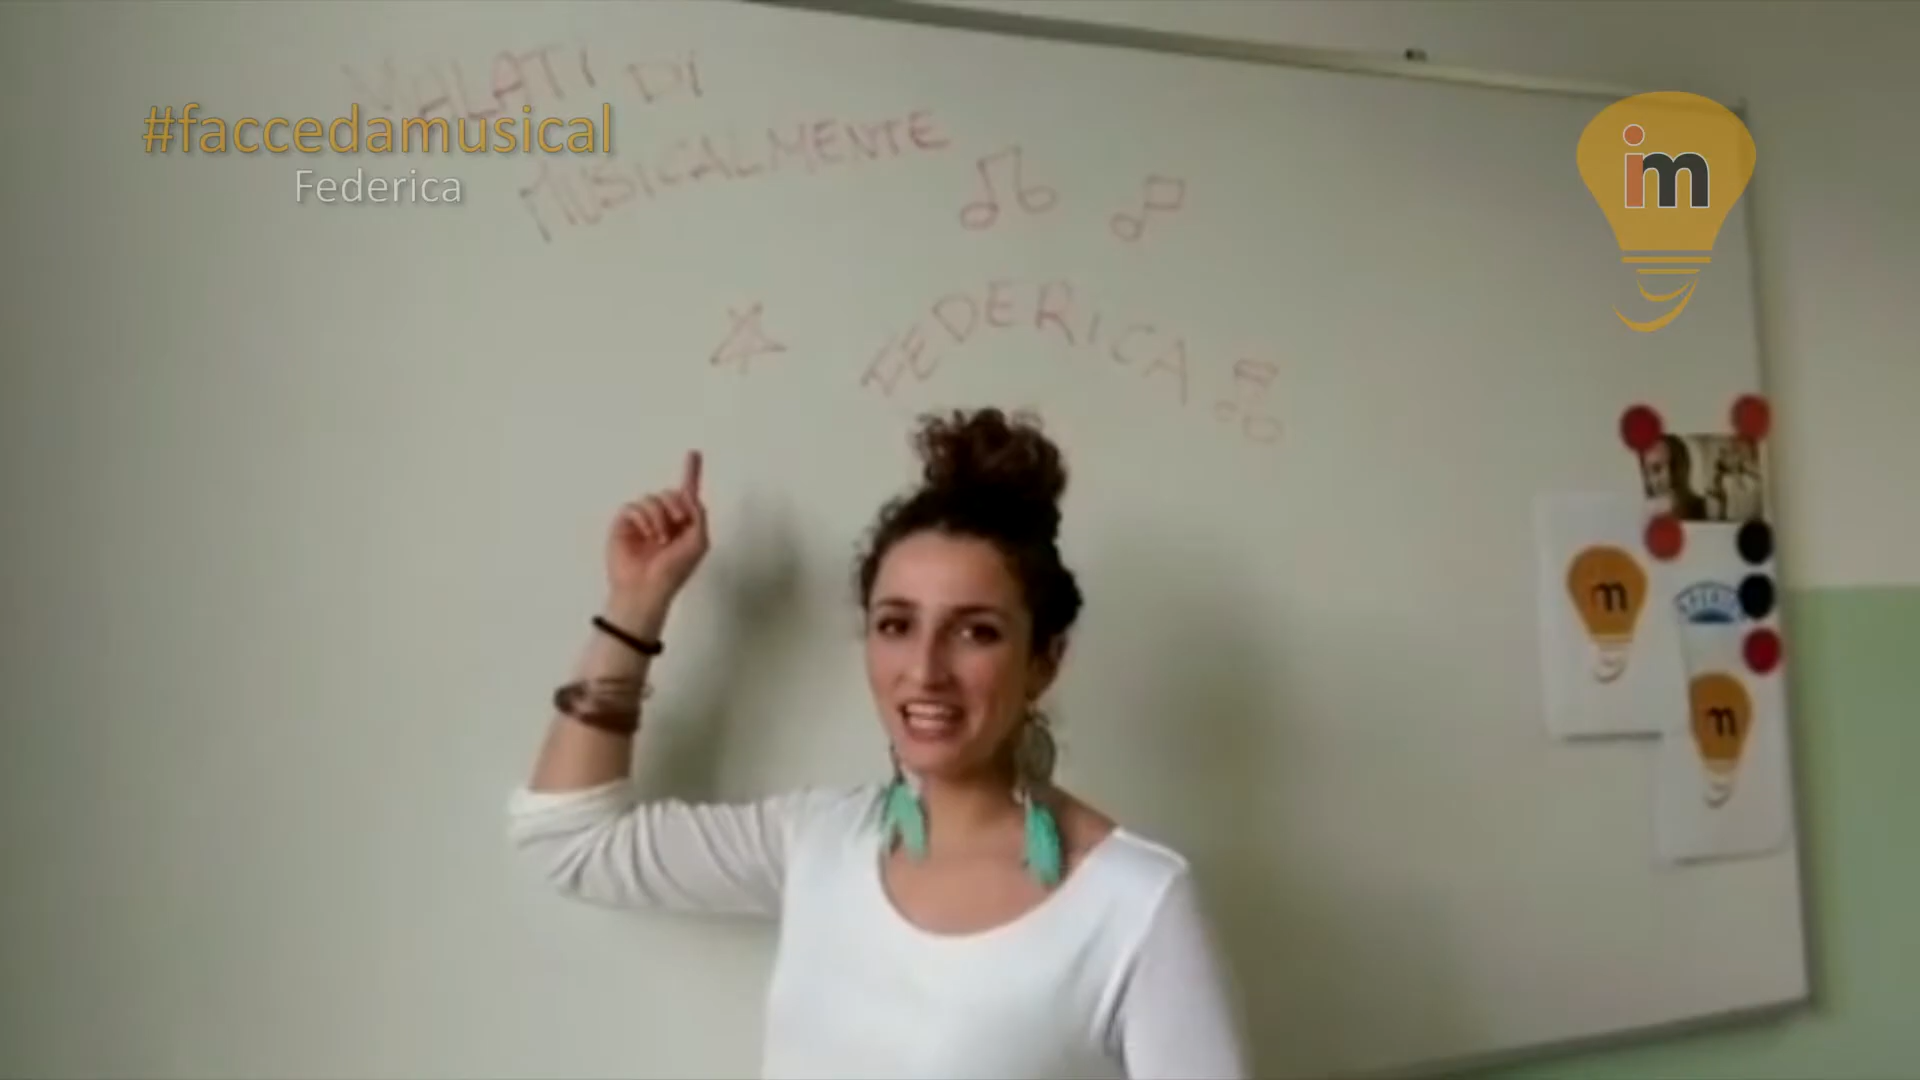 #faccedamusical
Federica
im
MALATI DI
MUSICALMENTE
FEDERICA
m
m